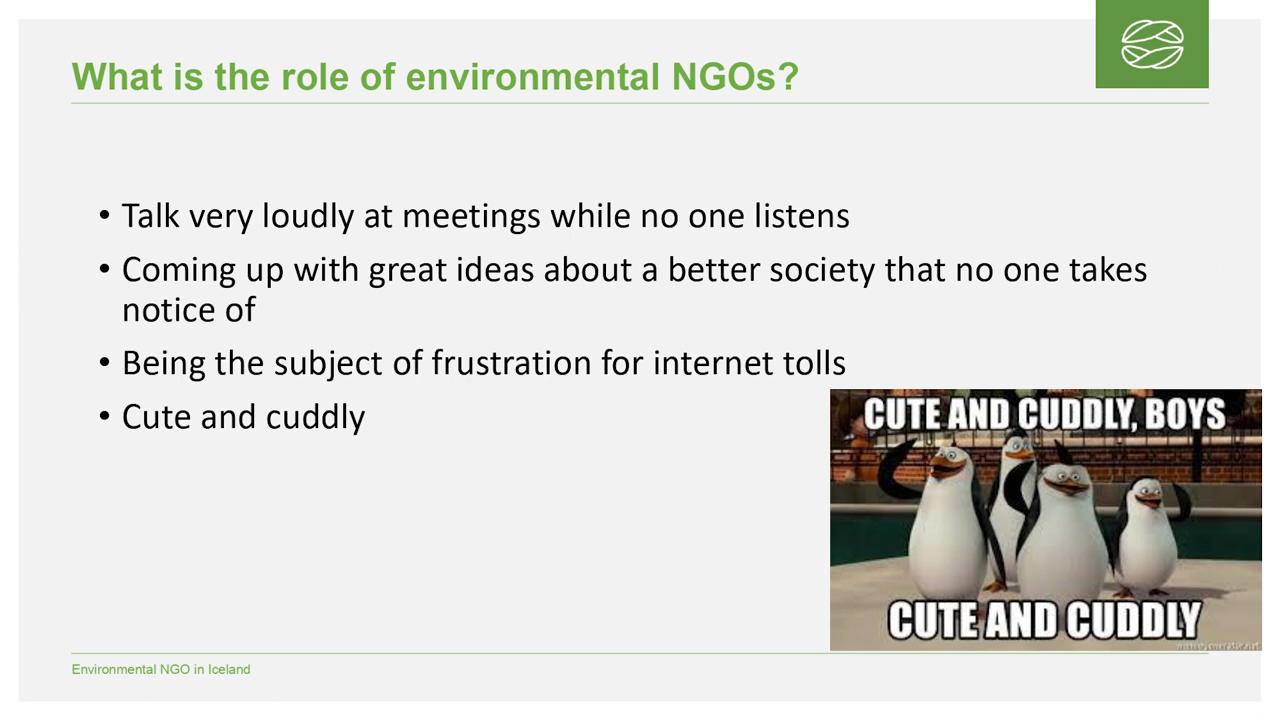 What is the role of environmental NGOs?
• Talk very loudly at meetings while no one listens
• Coming up with great ideas about a better society that no one takes
notice of
• Being the subject of frustration for internet tolls
• Cute and cuddly
CUTE AND CUDDLY, BOYS
CUTE AND CUDDLY
Environmental NGO in Iceland